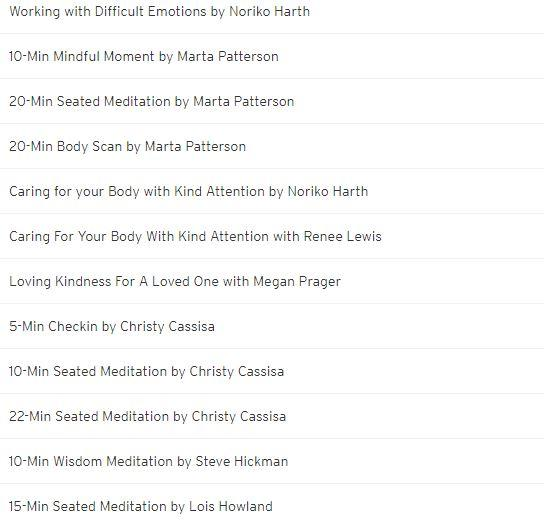 Working with Difficult Emotions by Noriko Harth
10-Min Mindful Moment by Marta Patterson
20-Min Seated Meditation by Marta Patterson
20-Min Body Scan by Marta Patterson
Caring for your Body with Kind Attention by Noriko Harth
Caring For Your Body With Kind Attention with Renee Lewis
Loving Kindness For A Loved One with Megan Prager
5-Min Checkin by Christy Cassisa
10-Min Seated Meditation by Christy Cassisa
22-Min Seated Meditation by Christy Cassisa
10-Min Wisdom Meditation by Steve Hickman
15-Min Seated Meditation by Lois Howland